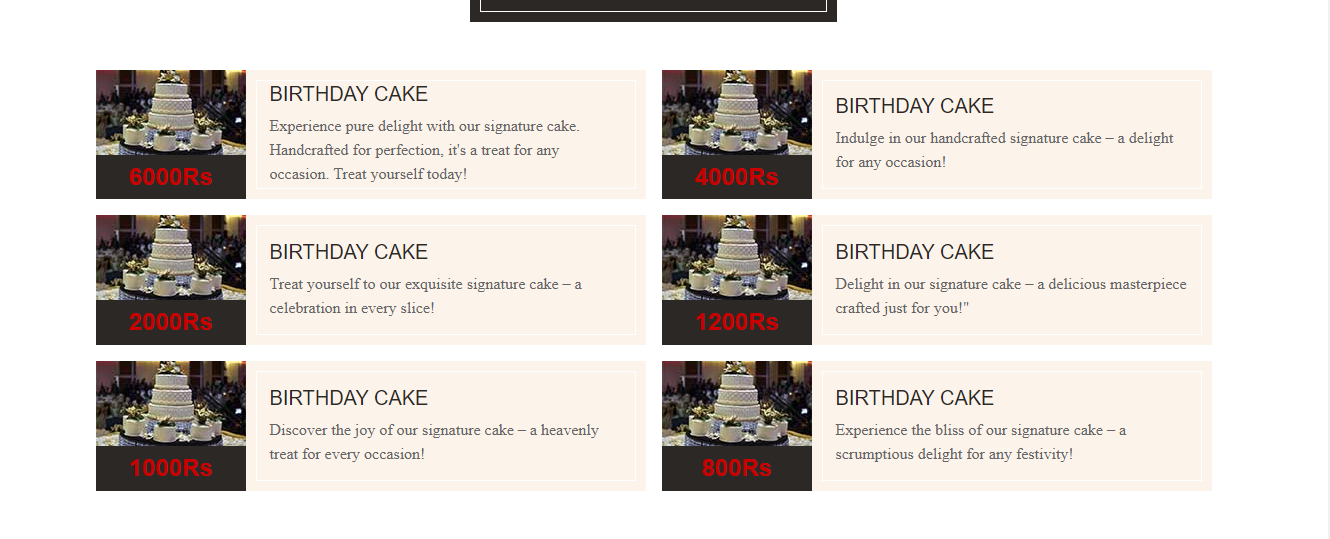 BIRTHDAY CAKE
Experience pure delight with our signature cake.
Handcrafted for perfection, it's a treat for any
occasion. Treat yourself today!
6000Rs
BIRTHDAY CAKE
Indulge in our handcrafted signature cake – a delight
for any occasion!
4000Rs
BIRTHDAY CAKE
Treat yourself to our exquisite signature cake – a
celebration in every slice!
2000Rs
BIRTHDAY CAKE
Delight in our signature cake – a delicious masterpiece
crafted just for you!"
1200Rs
BIRTHDAY CAKE
Discover the joy of our signature cake – a heavenly
treat for every occasion!
1000Rs
BIRTHDAY CAKE
Experience the bliss of our signature cake – a
scrumptious delight for any festivity!
800Rs